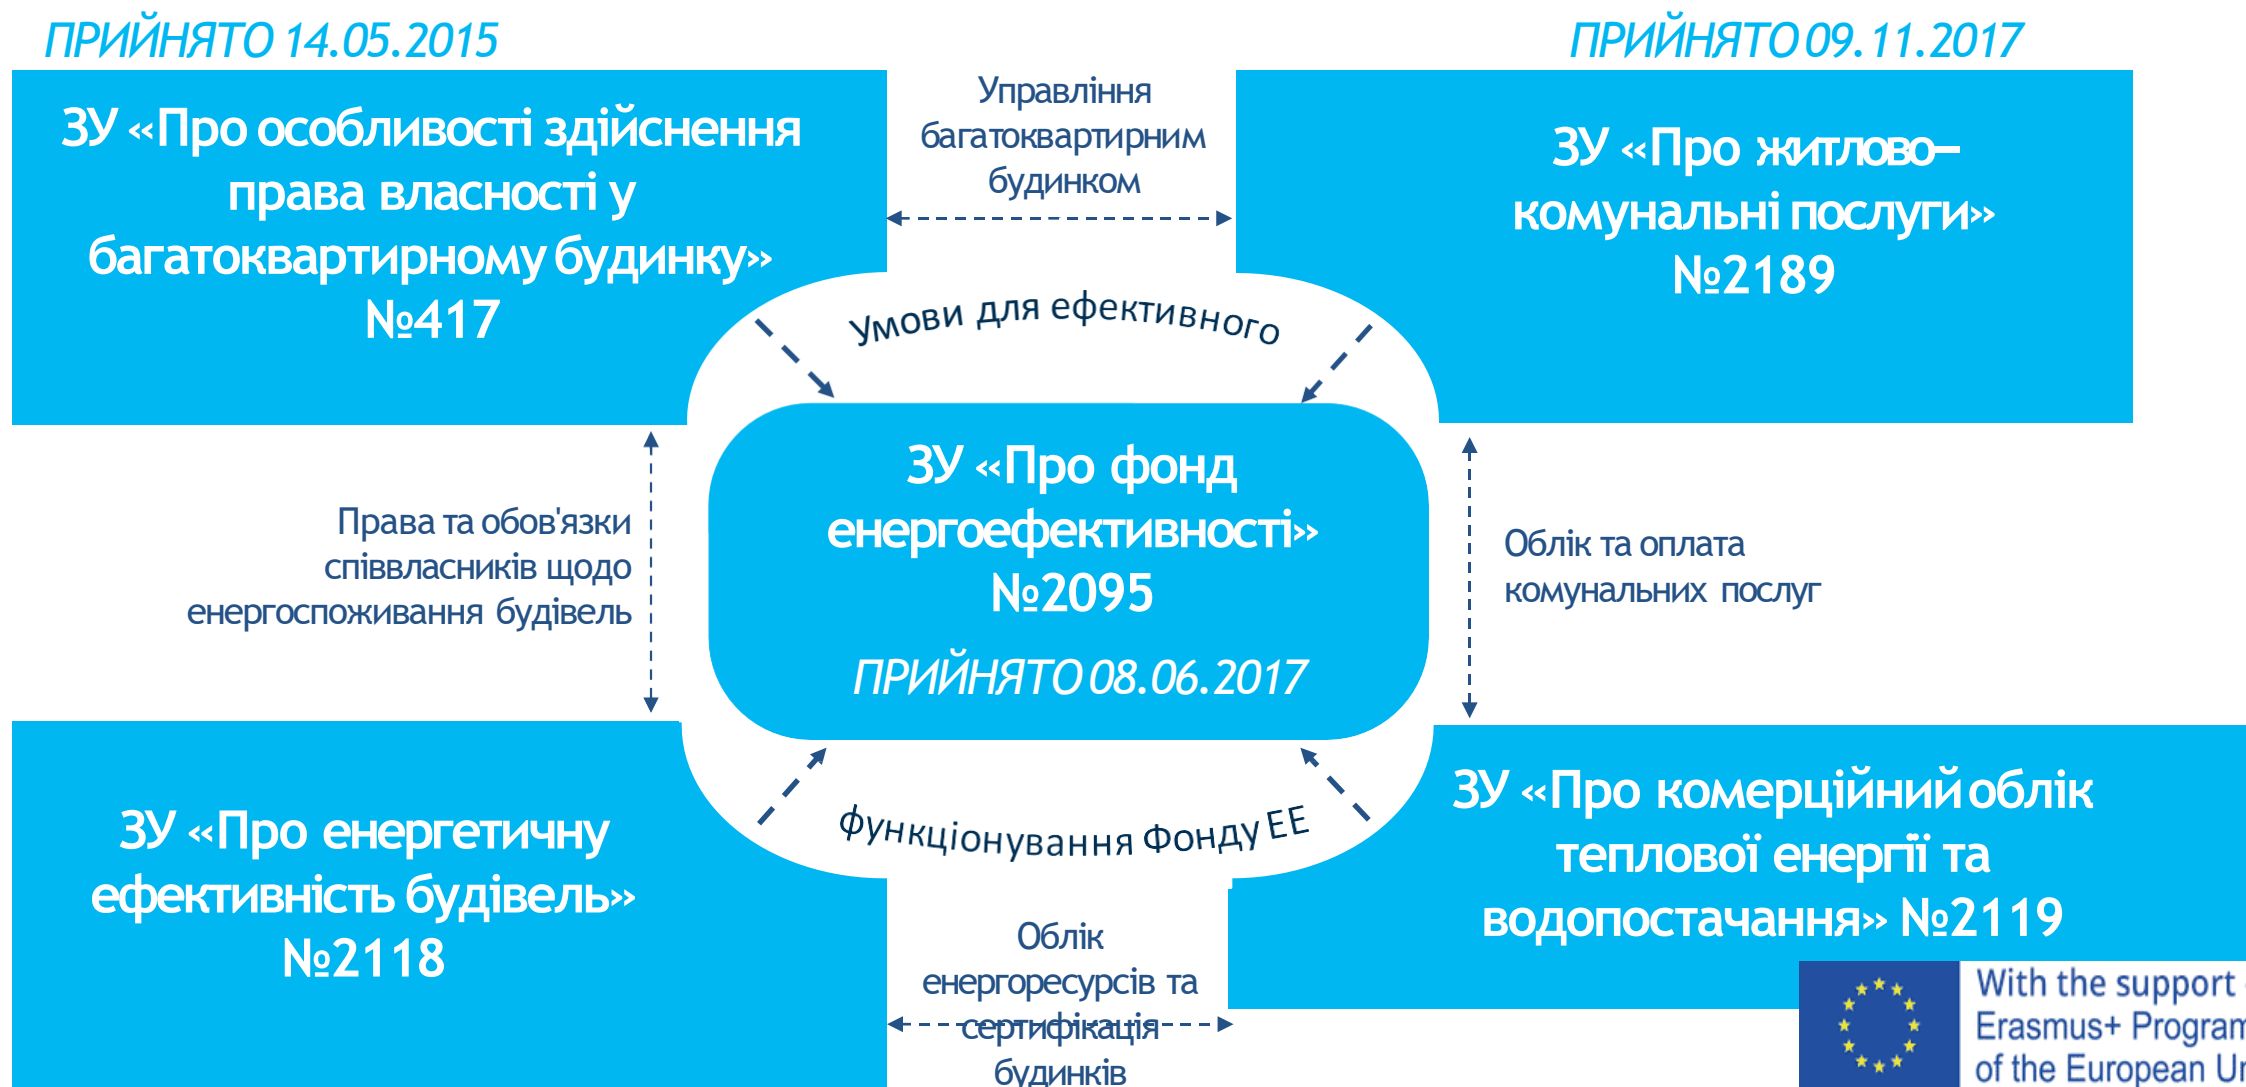 ПРИЙНЯТО 14.05.2015
ПРИЙНЯТО 09.11.2017
ЗУ «Про особливості здійснення
права власності у
багатоквартирному будинку»
№417
Управління
багатоквартирним
будинком
ЗУ «Про житлово–
комунальні послуги»
№2189
Умови для ефективного
ЗУ «Про фонд
енергоефективності»
№2095
ПРИЙНЯТО 08.06.2017
Права та обов'язки
співвласників щодо
енергоспоживання будівель
Облік та оплата
комунальних послуг
функціонування Фонду ЕЕ
ЗУ «Про енергетичну
ефективність будівель»
№2118
Облік
енергоресурсів та
сертифікація
будинків
ЗУ «Про комерційний облік
теплової енергії та
водопостачання» №2119
With the support
Erasmus+
of the European